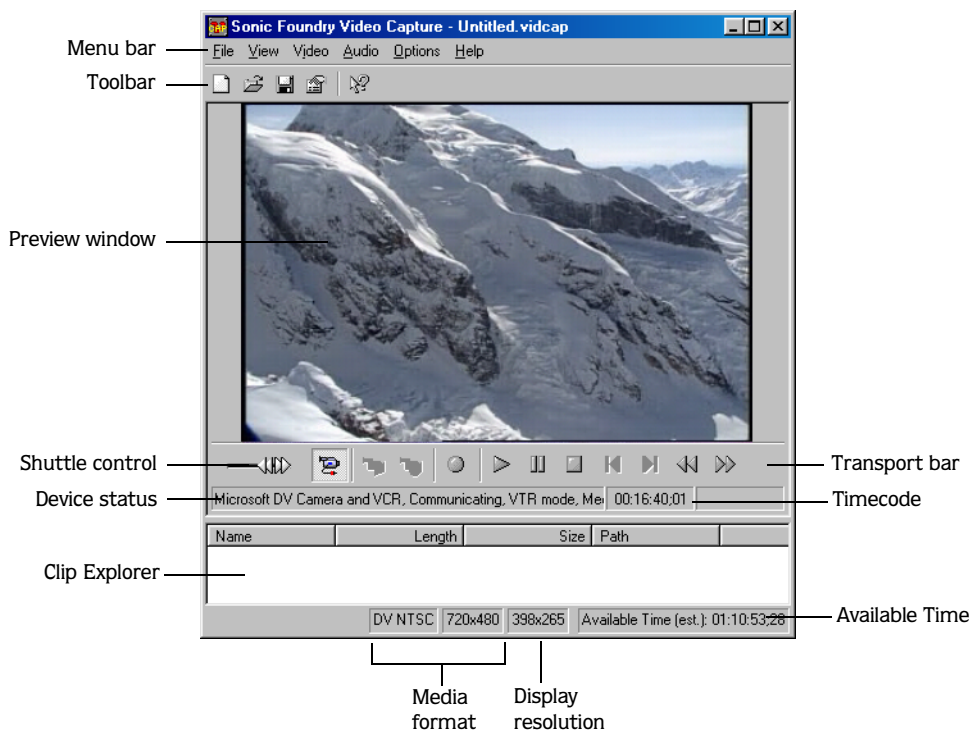 Sonic Foundry Video Capture - Untitled.vidcap
Menu bar
File View Video Audio Options Help
Toolbar
Preview window
Shuttle control
Transport bar
Device status
Microsoft DV Camera and VCR, Communicating, VTR mode, Me
00:16:40;01
Timecode
Name Length Size Path
Clip Explorer
DV NTSC 720x480 398x265 Available Time (est.): 01:10:53;28
Available Time
Media format
Display resolution